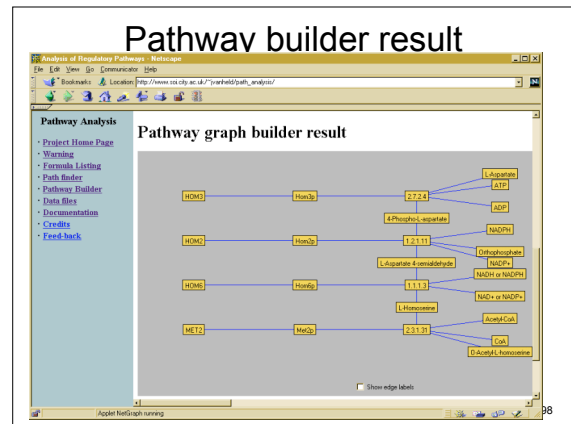 Pathway builder result
Analysis of Regulatory Pathways - Netscape
File Edit View Go Communicator Help
Bookmarks Location: http://www.soi.city.ac.uk/~jvanheld/path_analysis/
Pathway Analysis
Project Home Page
Warning
Formula Listing
Path finder
Pathway Builder
Data files
Documentation
Credits
Feed-back
Pathway graph builder result
L-Aspartate
ATP
HOM3 Hom3p 2.7.2.4
ADP
4-Phospho-L-aspartate
NADPH
HOM2 Hom2p 1.2.1.11
Orthophosphate
L-Aspartate 4-semialdehyde NADP+
NADH or NADPH
HOM6 Hom6p 1.1.1.3
NAD+ or NADP+
L-Homoserine
Acetyl-CoA
MET2 Met2p 2.3.1.31
CoA
O-Acetyl-L-homoserine
Show edge labels
Applet NetGraph running
98